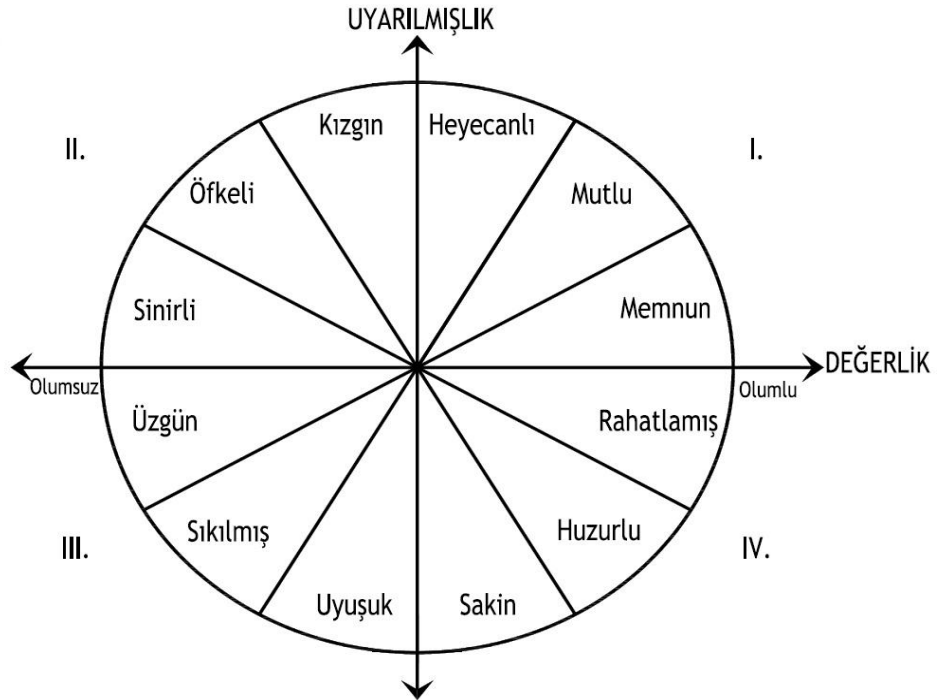 UYARILMIŞLIK
Kızgın Heyecanlı
II. I.
Öfkeli Mutlu
Sinirli Memnun
DEĞERLİK
Olumsuz Olumlu
Üzgün Rahatlamış
Sıkılmış Huzurlu
III. IV.
Uyuşuk Sakin